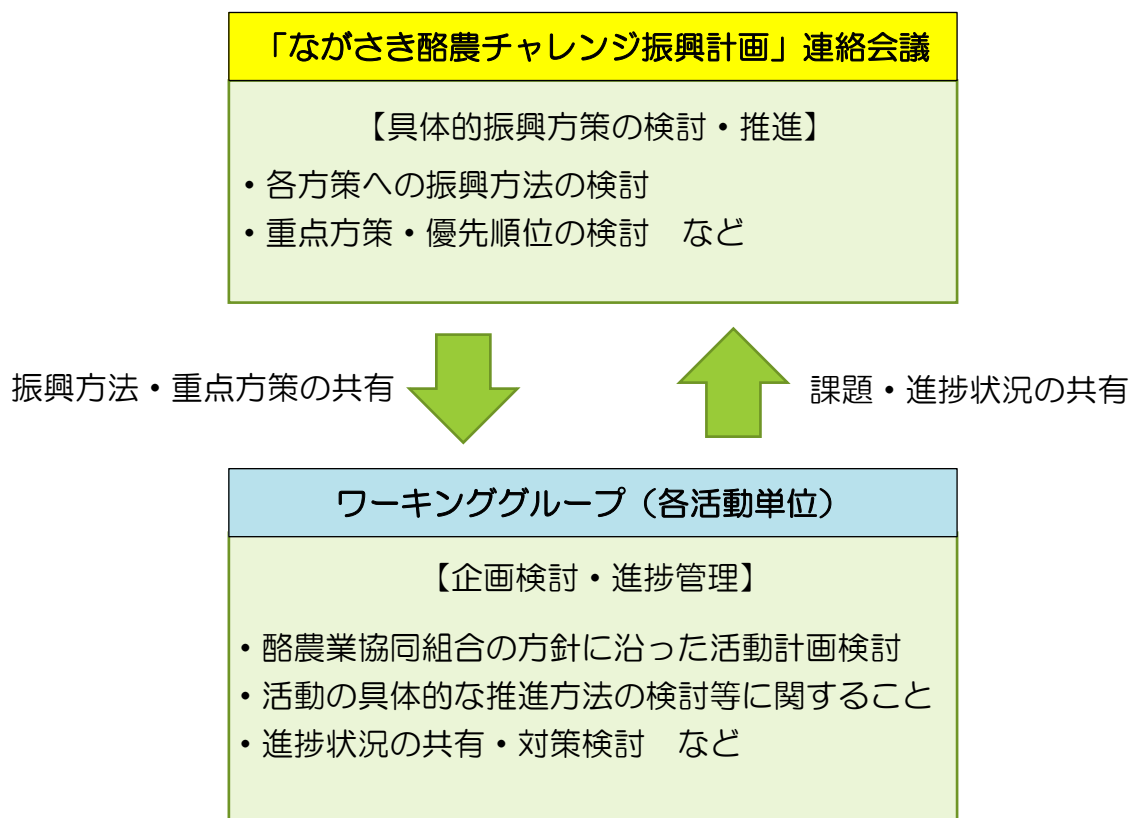 「ながさき酪農チャレンジ振興計画」連絡会議
【具体的振興方策の検討・推進】
・各方策への振興方法の検討
・重点方策・優先順位の検討　など
振興方法・重点方策の共有
課題・進捗状況の共有
ワーキンググループ（各活動単位）
【企画検討・進捗管理】
・酪農業協同組合の方針に沿った活動計画検討
・活動の具体的な推進方法の検討等に関すること
・進捗状況の共有・対策検討　など